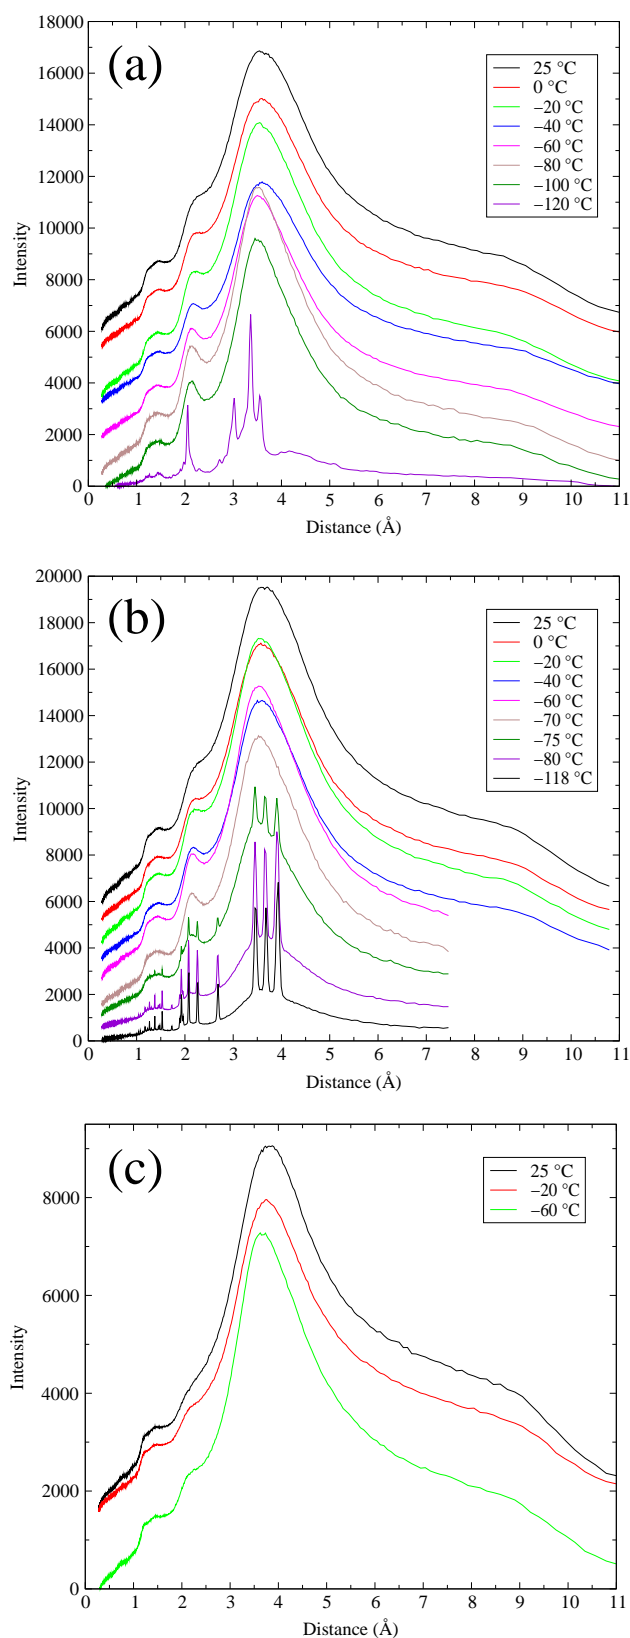 18000
16000
14000
12000
10000
8000
6000
4000
2000
0
Intensity
(a)
25 °C
0 °C
−20 °C
−40 °C
−60 °C
−80 °C
−100 °C
−120 °C
0 1 2 3 4 5 6 7 8 9 10 11
Distance (Å)
20000
18000
16000
14000
12000
10000
8000
6000
4000
2000
0
Intensity
(b)
25 °C
0 °C
−20 °C
−40 °C
−60 °C
−70 °C
−75 °C
−80 °C
−118 °C
0 1 2 3 4 5 6 7 8 9 10 11
Distance (Å)
8000
6000
4000
2000
0
Intensity
(c)
25 °C
−20 °C
−60 °C
0 1 2 3 4 5 6 7 8 9 10 11
Distance (Å)